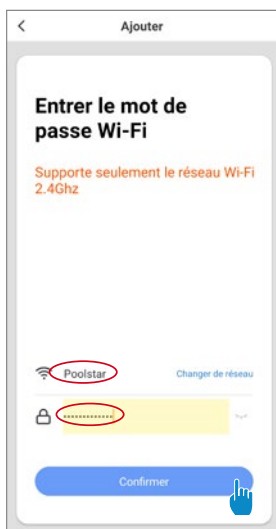 Ajouter
Entrer le mot de
passe Wi-Fi
Supporte seulement le réseau Wi-Fi
2.4Ghz
Poolstar Changer de réseau
•••••••••••••
Confirmer